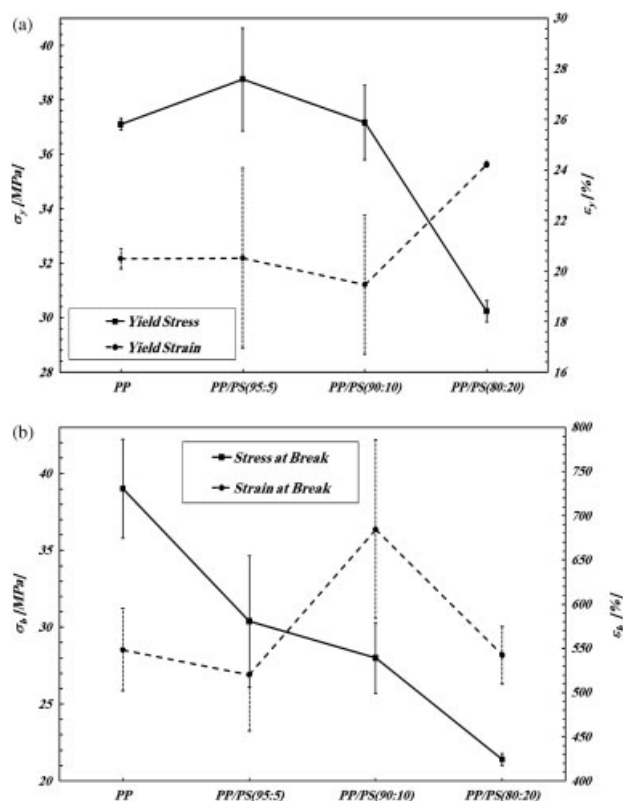 (a)
40
38
36
34
32
30
28
σy [MPa]
30
28
26
24
22
20
18
16
εy [%]
Yield Stress
Yield Strain
PP PP/PS(95:5) PP/PS(90:10) PP/PS(80:20)
(b)
40
35
30
25
20
σb [MPa]
800
750
700
650
600
550
500
450
400
εb [%]
Stress at Break
Strain at Break
PP PP/PS(95:5) PP/PS(90:10) PP/PS(80:20)